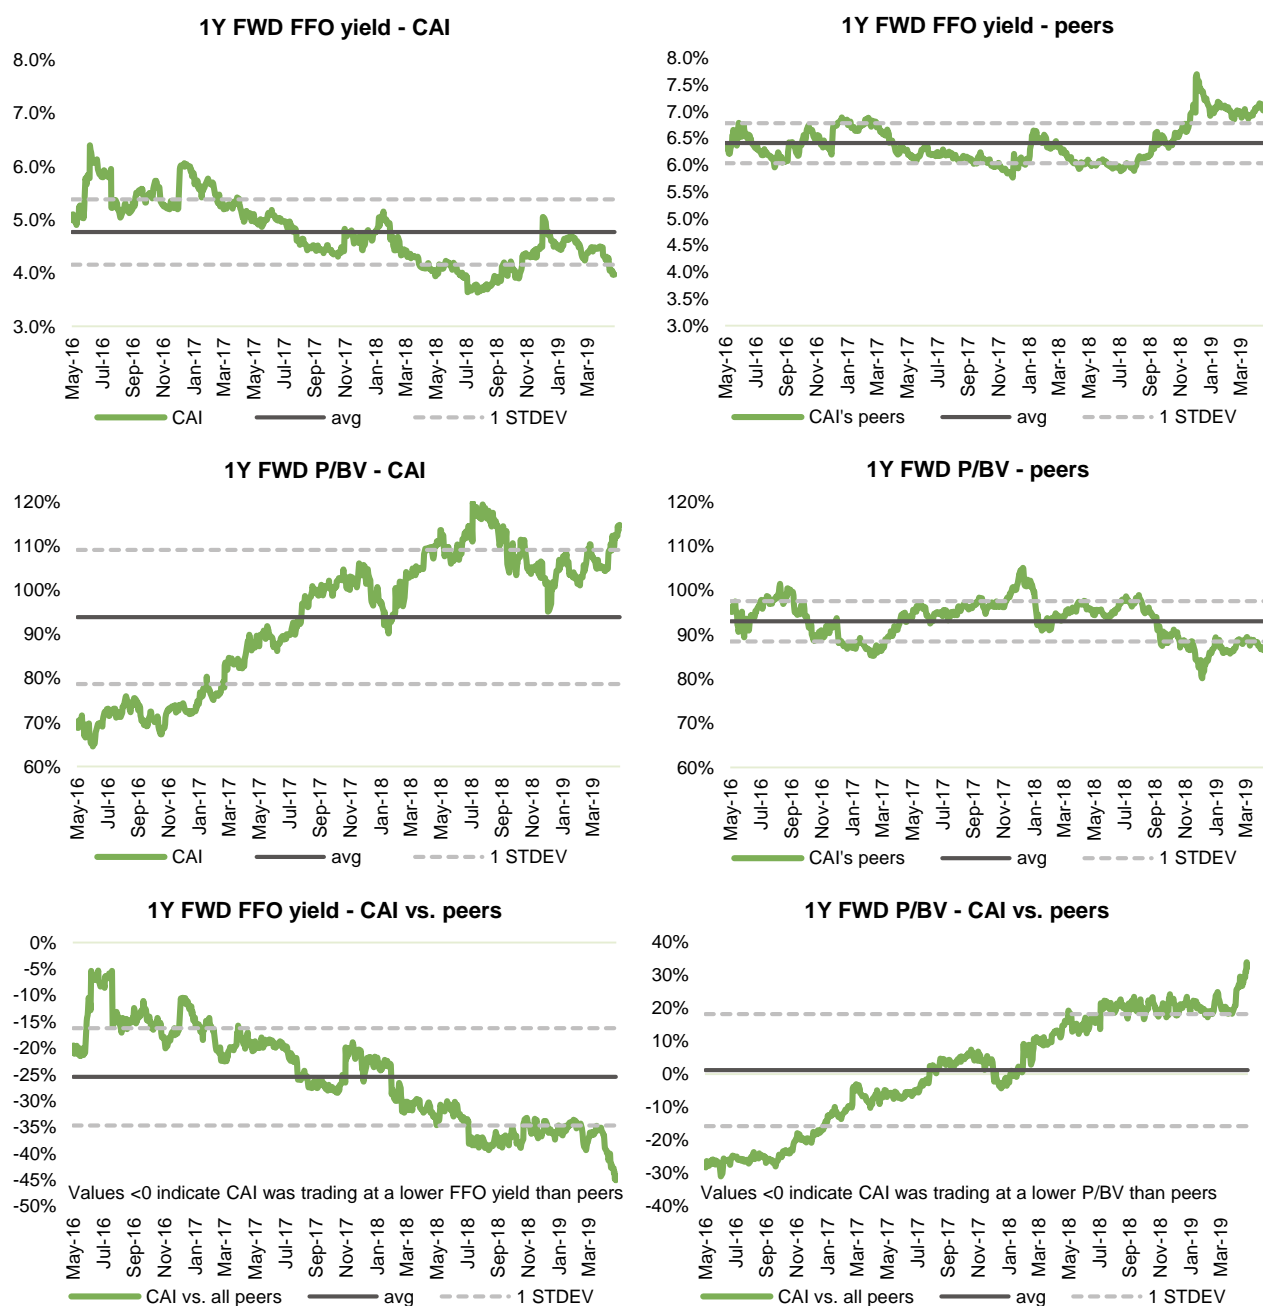 1Y FWD FFO yield - CAI
8.0%
7.0%
6.0%
5.0%
4.0%
3.0%
May-16
Jul-16
Sep-16
Nov-16
Jan-17
Mar-17
May-17
Jul-17
Sep-17
Nov-17
Jan-18
Mar-18
May-18
Jul-18
Sep-18
Nov-18
Jan-19
Mar-19
CAI avg 1 STDEV
1Y FWD FFO yield - peers
8.0%
7.5%
7.0%
6.5%
6.0%
5.5%
5.0%
4.5%
4.0%
3.5%
3.0%
May-16
Jul-16
Sep-16
Nov-16
Jan-17
Mar-17
May-17
Jul-17
Sep-17
Nov-17
Jan-18
Mar-18
May-18
Jul-18
Sep-18
Nov-18
Jan-19
Mar-19
CAI's peers avg 1 STDEV
1Y FWD P/BV - CAI
120%
110%
100%
90%
80%
70%
60%
May-16
Jul-16
Sep-16
Nov-16
Jan-17
Mar-17
May-17
Jul-17
Sep-17
Nov-17
Jan-18
Mar-18
May-18
Jul-18
Sep-18
Nov-18
Jan-19
Mar-19
CAI avg 1 STDEV
1Y FWD P/BV - peers
120%
110%
100%
90%
80%
70%
60%
May-16
Jul-16
Sep-16
Nov-16
Jan-17
Mar-17
May-17
Jul-17
Sep-17
Nov-17
Jan-18
Mar-18
May-18
Jul-18
Sep-18
Nov-18
Jan-19
Mar-19
CAI's peers avg 1 STDEV
1Y FWD FFO yield - CAI vs. peers
0%
-5%
-10%
-15%
-20%
-25%
-30%
-35%
-40%
-45%
-50%
Values <0 indicate CAI was trading at a lower FFO yield than peers
May-16
Jul-16
Sep-16
Nov-16
Jan-17
Mar-17
May-17
Jul-17
Sep-17
Nov-17
Jan-18
Mar-18
May-18
Jul-18
Sep-18
Nov-18
Jan-19
Mar-19
CAI vs. all peers avg 1 STDEV
1Y FWD P/BV - CAI vs. peers
40%
30%
20%
10%
0%
-10%
-20%
-30%
-40%
Values <0 indicate CAI was trading at a lower P/BV than peers
May-16
Jul-16
Sep-16
Nov-16
Jan-17
Mar-17
May-17
Jul-17
Sep-17
Nov-17
Jan-18
Mar-18
May-18
Jul-18
Sep-18
Nov-18
Jan-19
Mar-19
CAI vs. all peers avg 1 STDEV